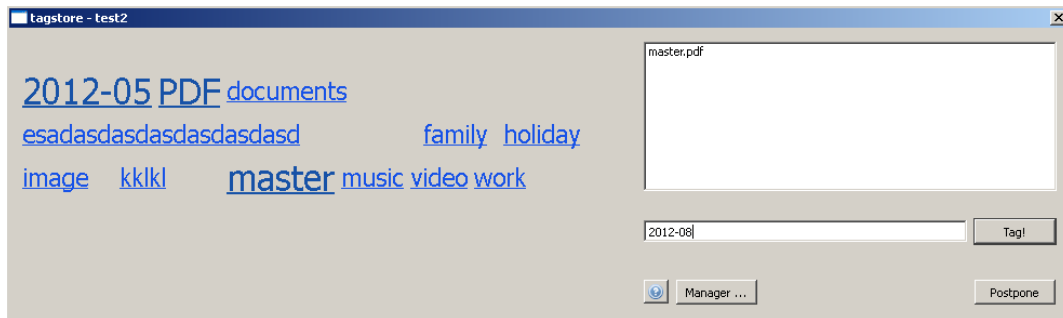 tagstore - test2
2012-05 PDF documents
esadasdasdasdasdasdasd family holiday
image kklkl master music video work
master.pdf
2012-08
Tag!
Manager ...
Postpone